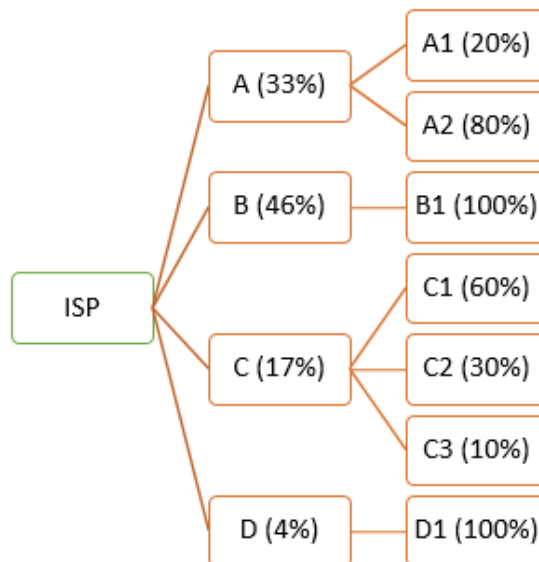 ISP
A (33%)
A1 (20%)
A2 (80%)
B (46%)
B1 (100%)
C (17%)
C1 (60%)
C2 (30%)
C3 (10%)
D (4%)
D1 (100%)